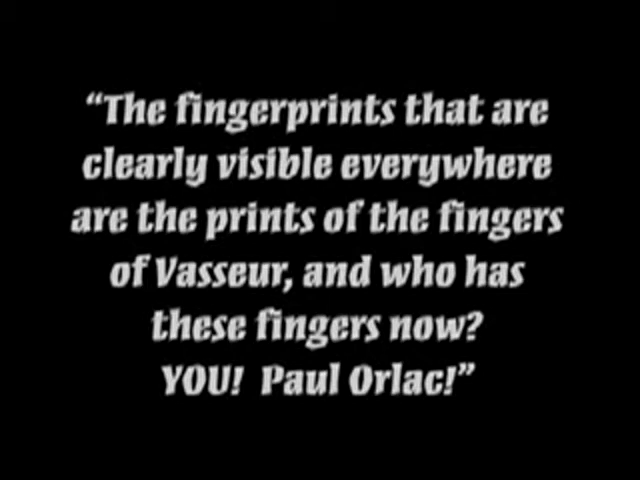 “The fingerprints that are
clearly visible everywhere
are the prints of the fingers
of Vasseur, and who has
these fingers now?
YOU!  Paul Orlac!”